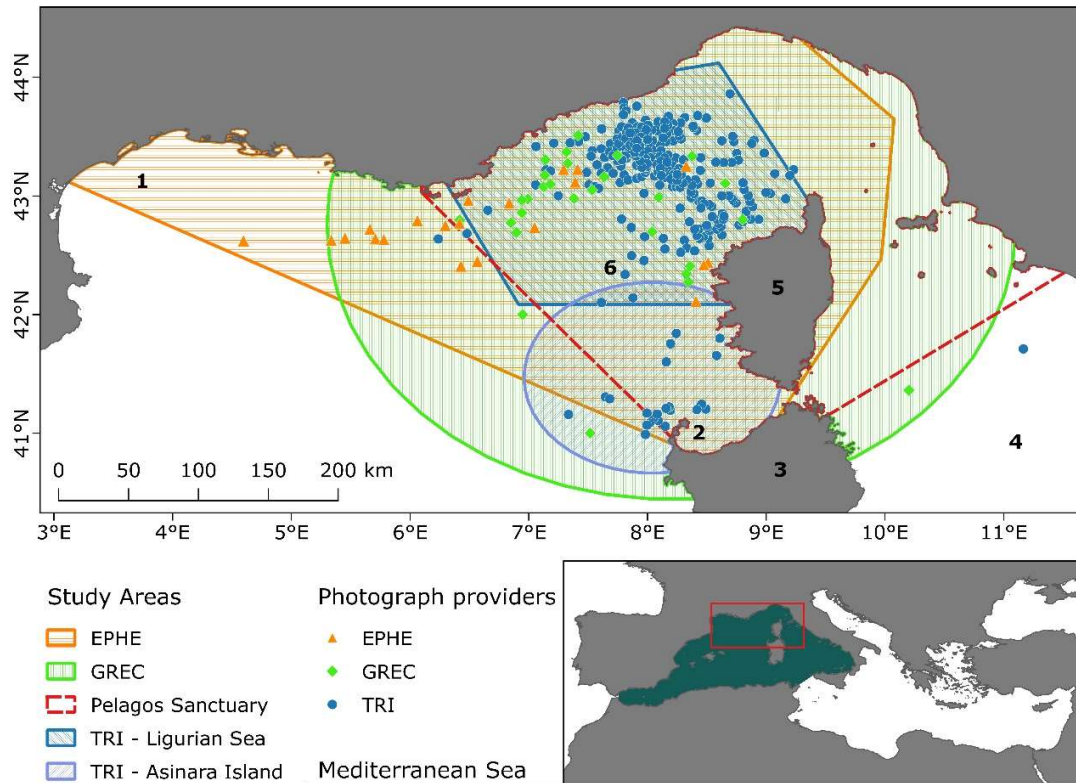 44°N
43°N
42°N
41°N
1
6
5
2
3
4
0 50 100 150 200 km
3°E 4°E 5°E 6°E 7°E 8°E 9°E 10°E 11°E
Study Areas
EPHE
GREC
Pelagos Sanctuary
TRI - Ligurian Sea
TRI - Asinara Island
Photograph providers
EPHE
GREC
TRI
Mediterranean Sea